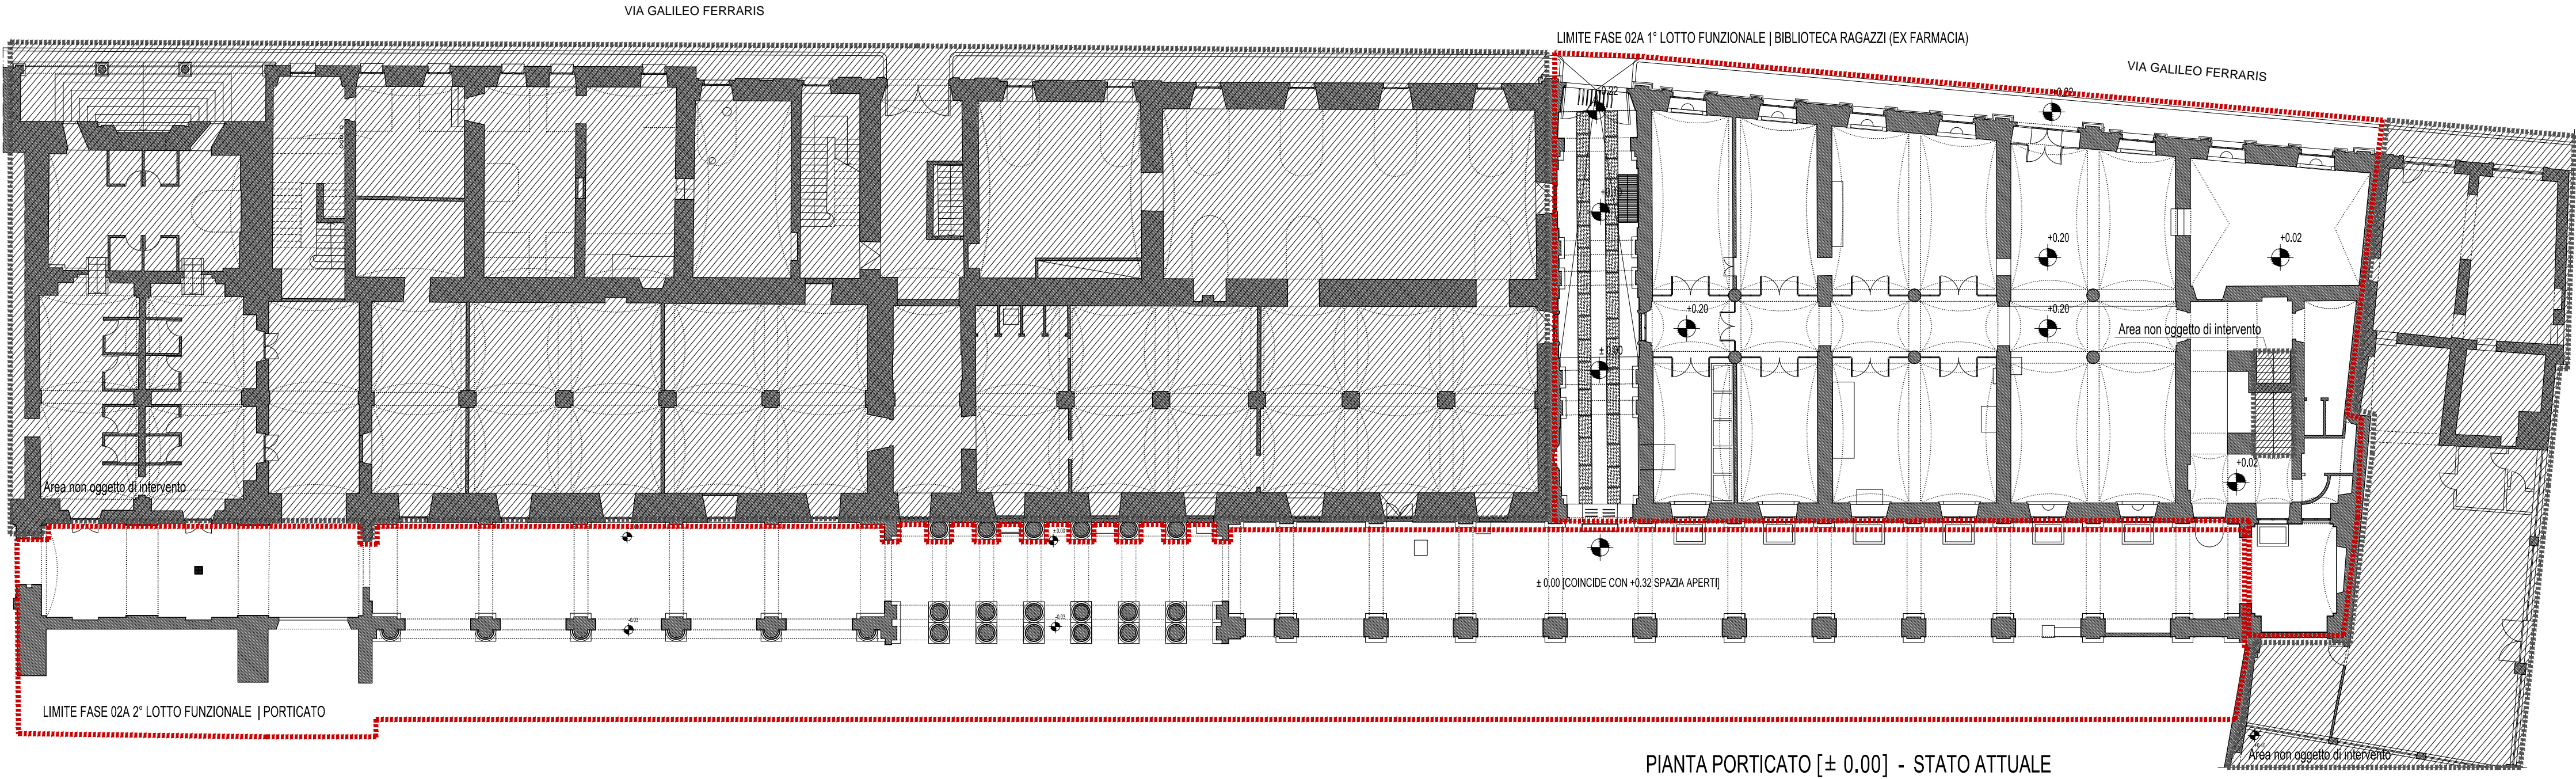 VIA GALILEO FERRARIS
LIMITE FASE 02A 1° LOTTO FUNZIONALE | BIBLIOTECA RAGAZZI (EX FARMACIA)
VIA GALILEO FERRARIS
+0.20
+0.02
+0.20
+0.20
Area non oggetto di intervento
± 0.00
+0.02
Area non oggetto di intervento
± 0.00 [COINCIDE CON +0.32 SPAZIA APERTI]
LIMITE FASE 02A 2° LOTTO FUNZIONALE | PORTICATO
Area non oggetto di intervento
PIANTA PORTICATO [± 0.00] - STATO ATTUALE